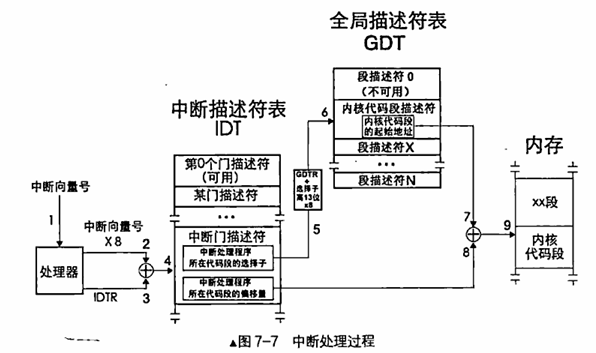 全局描述符表
GDT
段描述符0
(不可用)
内核代码段描述符
内核代码段
的起始地址
段描述符X
...
段描述符N
中断描述符表
IDT
第0个门描述符
(可用)
某门描述符
...
中断门描述符
中断处理程序
所在代码段的选择子
中断处理程序
所在代码段的偏移量
中断向量号
1
中断向量号
X 8
2
处理器
IDTR
3
4
GDTR
+
选择子
高13位
x8
5
6
7
8
9
内存
xx段
内核
代码段
▲图 7-7 中断处理过程